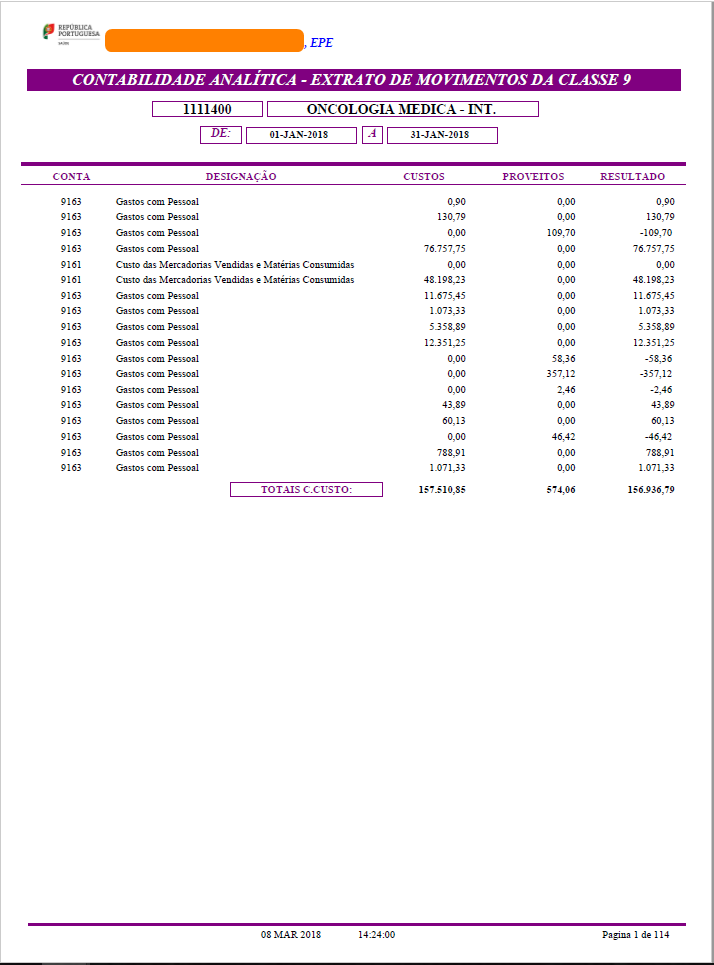 REPÚBLICA
PORTUGUESA
SAÚDE
, EPE
CONTABILIDADE ANALÍTICA - EXTRATO DE MOVIMENTOS DA CLASSE 9
1111400 ONCOLOGIA MEDICA - INT.
DE: 01-JAN-2018 A 31-JAN-2018
CONTA DESIGNAÇÃO CUSTOS PROVEITOS RESULTADO
9163 Gastos com Pessoal 0,90 0,00 0,90
9163 Gastos com Pessoal 130,79 0,00 130,79
9163 Gastos com Pessoal 0,00 109,70 -109,70
9163 Gastos com Pessoal 76.757,75 0,00 76.757,75
9161 Custo das Mercadorias Vendidas e Matérias Consumidas 0,00 0,00 0,00
9161 Custo das Mercadorias Vendidas e Matérias Consumidas 48.198,23 0,00 48.198,23
9163 Gastos com Pessoal 11.675,45 0,00 11.675,45
9163 Gastos com Pessoal 1.073,33 0,00 1.073,33
9163 Gastos com Pessoal 5.358,89 0,00 5.358,89
9163 Gastos com Pessoal 12.351,25 0,00 12.351,25
9163 Gastos com Pessoal 0,00 58,36 -58,36
9163 Gastos com Pessoal 0,00 357,12 -357,12
9163 Gastos com Pessoal 0,00 2,46 -2,46
9163 Gastos com Pessoal 43,89 0,00 43,89
9163 Gastos com Pessoal 60,13 0,00 60,13
9163 Gastos com Pessoal 0,00 46,42 -46,42
9163 Gastos com Pessoal 788,91 0,00 788,91
9163 Gastos com Pessoal 1.071,33 0,00 1.071,33
TOTAIS C.CUSTO: 157.510,85 574,06 156.936,79
08 MAR 2018 14:24:00 Pagina 1 de 114